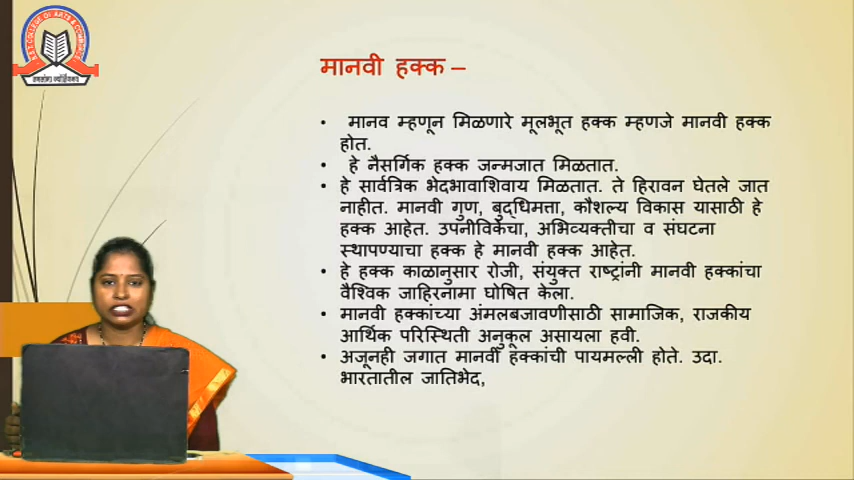 मानवी हक्क –
• मानव म्हणून मिळणारे मूलभूत हक्क म्हणजे मानवी हक्क
होत.
• हे नैसर्गिक हक्क जन्मजात मिळतात.
• हे सार्वत्रिक भेदभावाशिवाय मिळतात. ते हिरावन घेतले जात
नाहीत. मानवी गुण, बुद्धिमत्ता, कौशल्य विकास यासाठी हे
हक्क आहेत. उपनीविकेचा, अभिव्यक्तीचा व संघटना
स्थापण्याचा हक्क हे मानवी हक्क आहेत.
• हे हक्क काळानुसार रोजी, संयुक्त राष्ट्रांनी मानवी हक्कांचा
वैश्विक जाहिरनामा घोषित केला.
• मानवी हक्कांच्या अंमलबजावणीसाठी सामाजिक, राजकीय
आर्थिक परिस्थिती अनुकूल असायला हवी.
• अजूनही जगात मानवी हक्कांची पायमल्ली होते. उदा.
भारतातील जातिभेद,